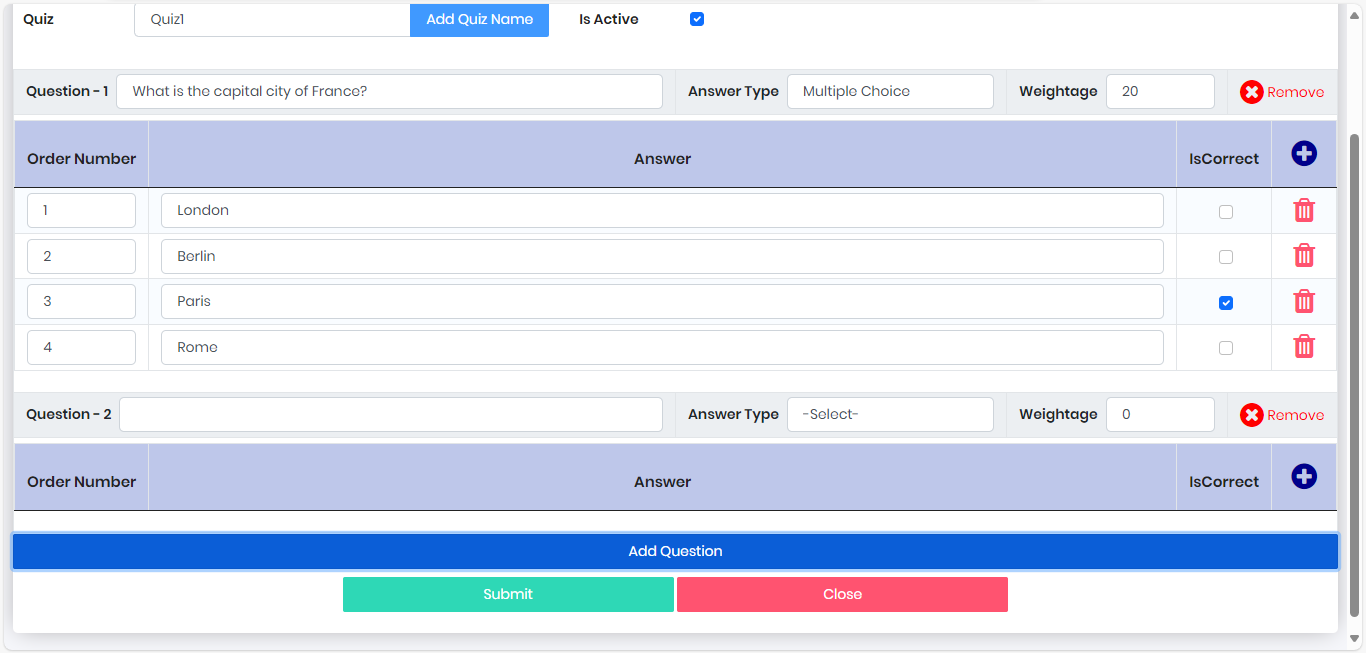 Quiz Quiz1 Add Quiz Name Is Active
Question - 1 What is the capital city of France? Answer Type Multiple Choice Weightage 20 Remove
Order Number Answer IsCorrect
1 London
2 Berlin
3 Paris
4 Rome
Question - 2 Answer Type -Select- Weightage 0 Remove
Order Number Answer IsCorrect
Add Question
Submit Close